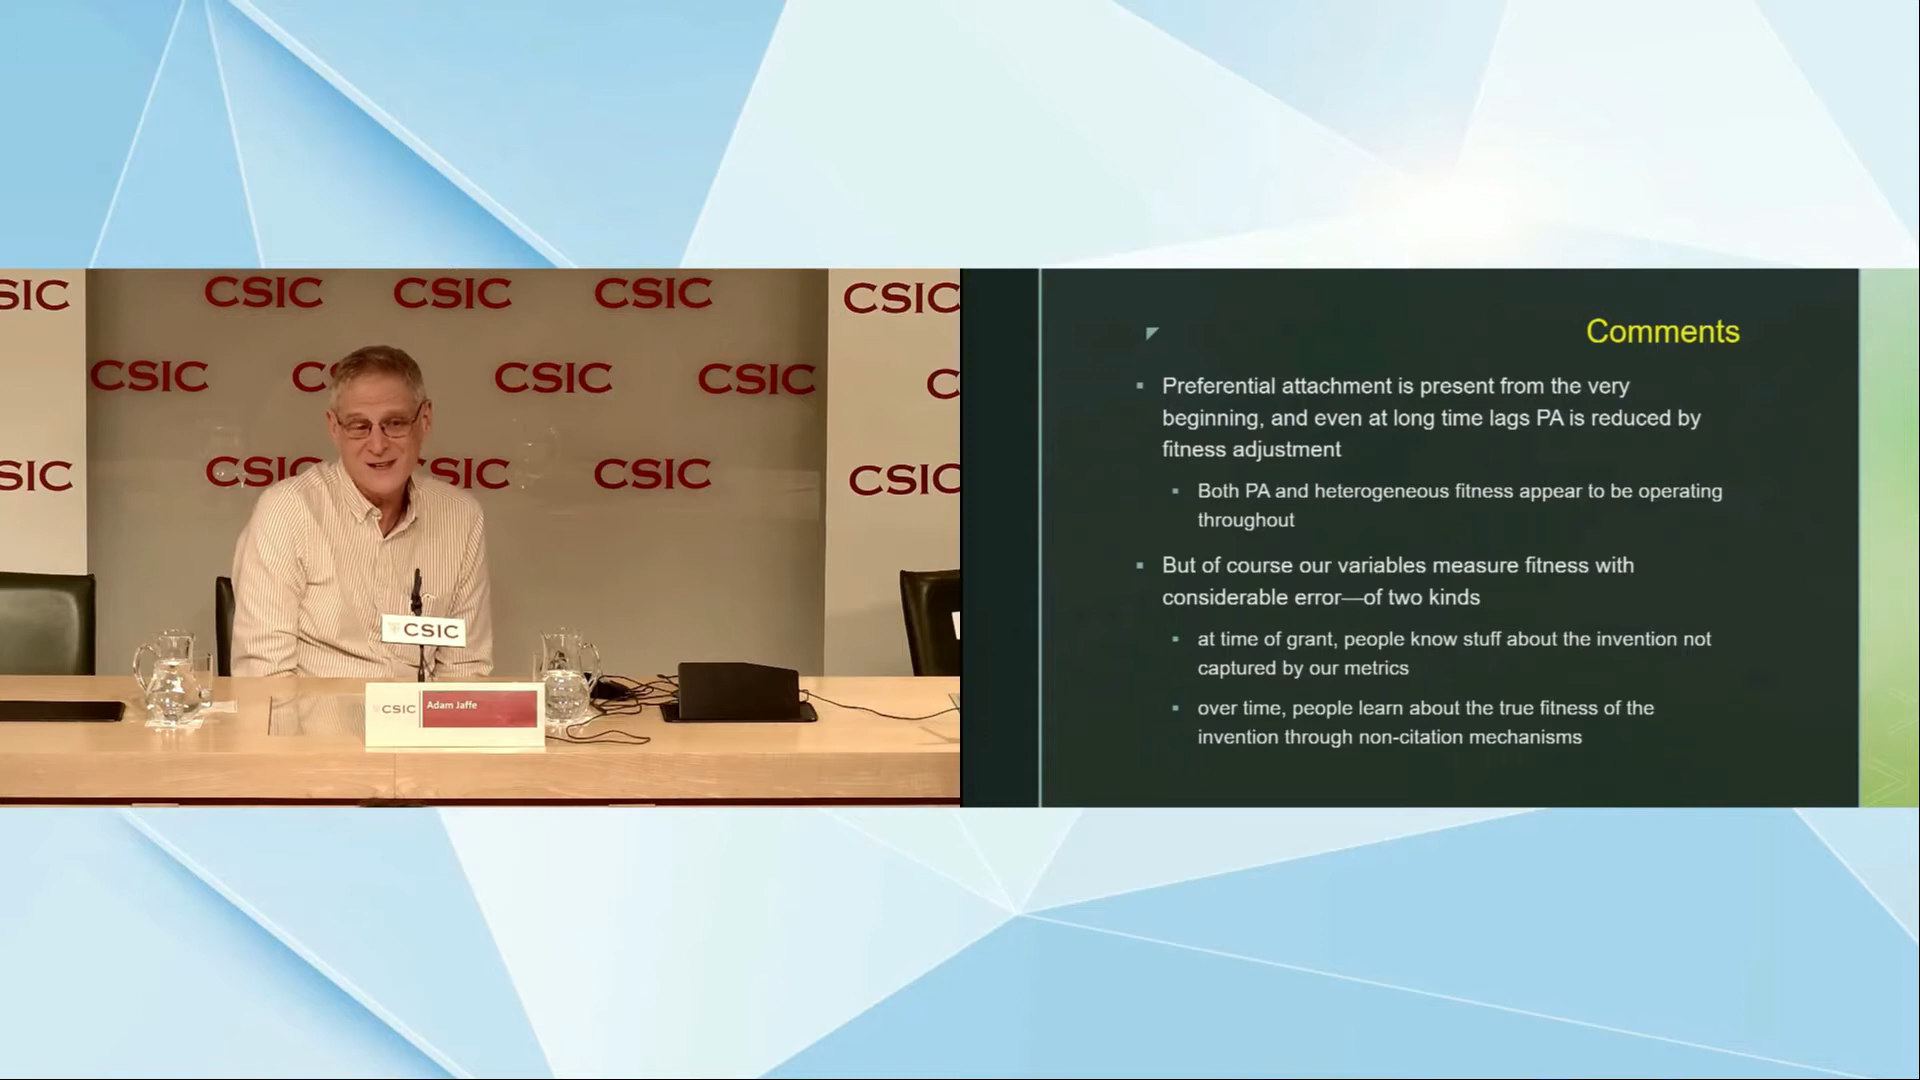 SIC CSIC CSIC CSIC CSIC
CSIC CSIC CSIC C
SIC CSIC CSIC CSIC CSIC
CSIC
CSIC Adam Jaffe
Comments
Preferential attachment is present from the very
beginning, and even at long time lags PA is reduced by
fitness adjustment
Both PA and heterogeneous fitness appear to be operating
throughout
But of course our variables measure fitness with
considerable error—of two kinds
at time of grant, people know stuff about the invention not
captured by our metrics
over time, people learn about the true fitness of the
invention through non-citation mechanisms